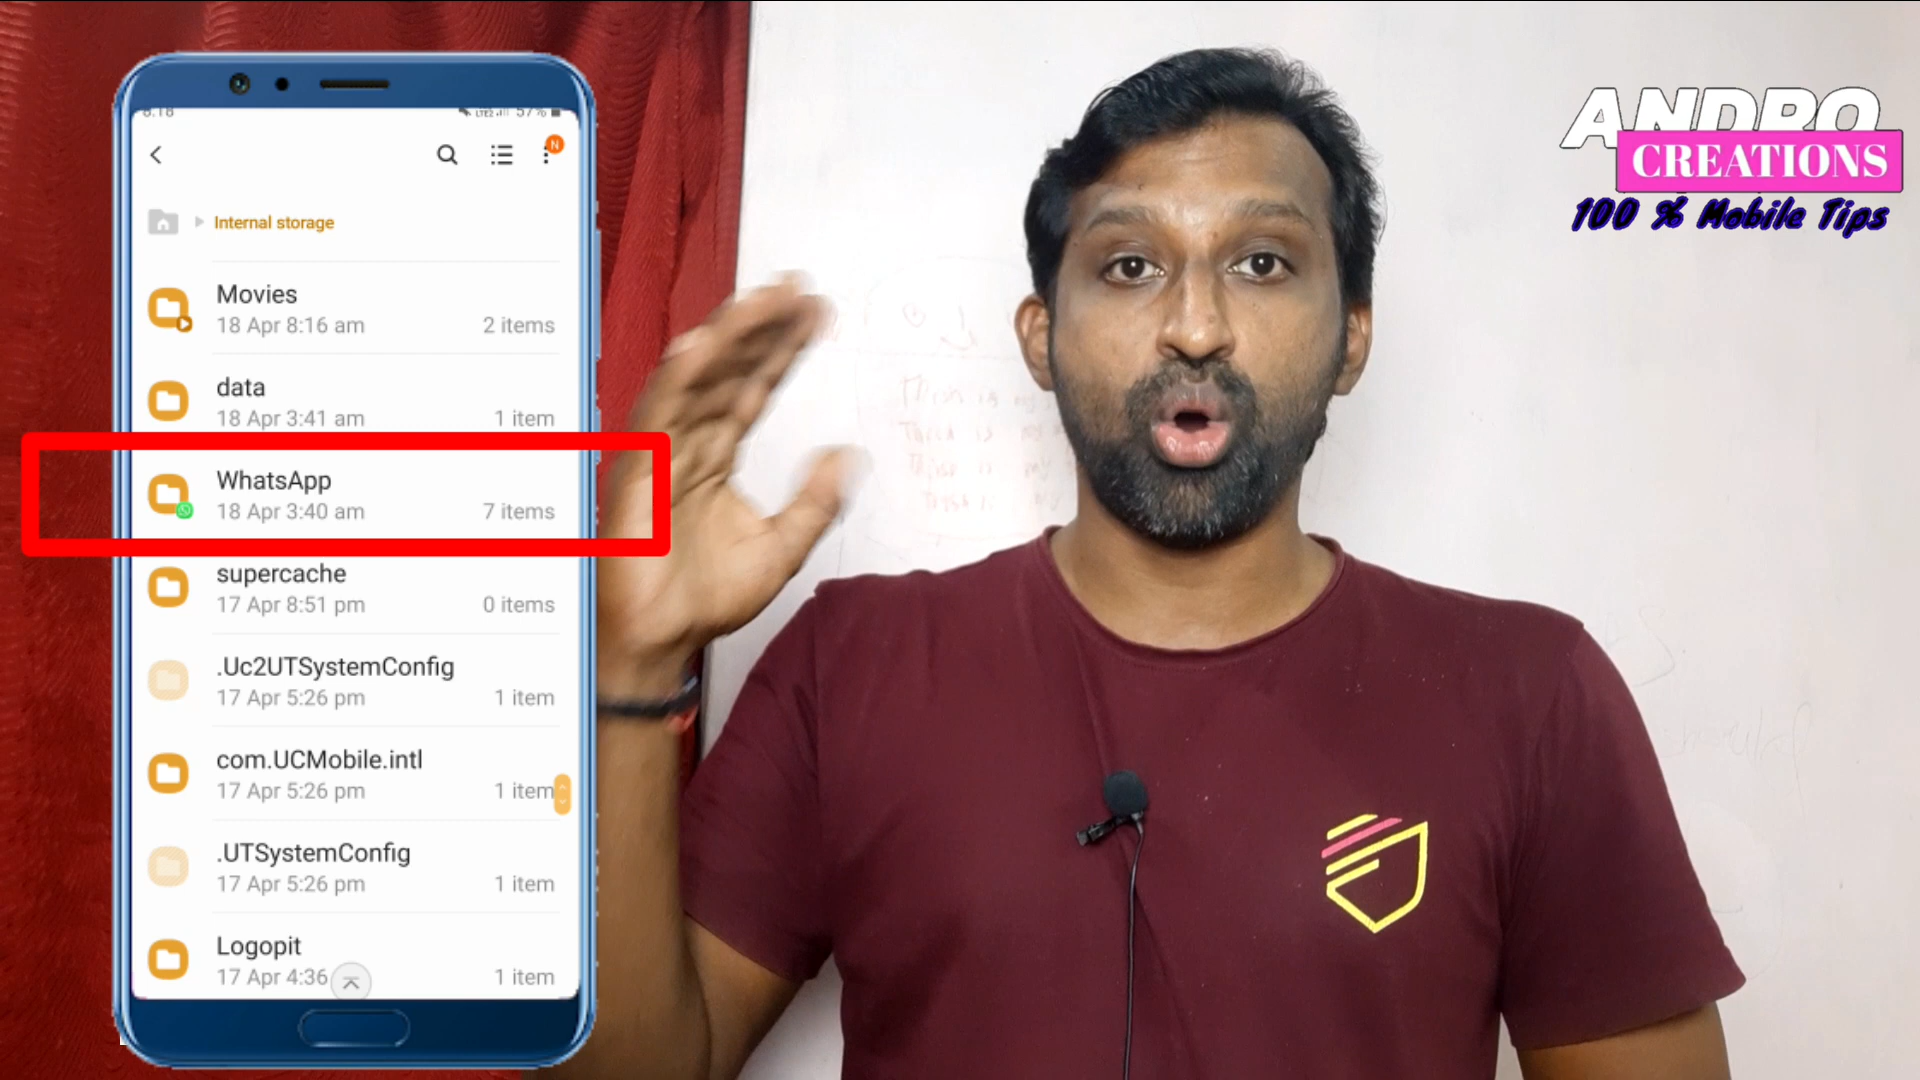 LTE2 57%
N
Internal storage
Movies
18 Apr 8:16 am 2 items
data
18 Apr 3:41 am 1 item
WhatsApp
18 Apr 3:40 am 7 items
supercache
17 Apr 8:51 pm 0 items
.Uc2UTSystemConfig
17 Apr 5:26 pm 1 item
com.UCMobile.intl
17 Apr 5:26 pm 1 item
.UTSystemConfig
17 Apr 5:26 pm 1 item
Logopit
17 Apr 4:36 1 item
ANDRO
CREATIONS
100 % Mobile Tips